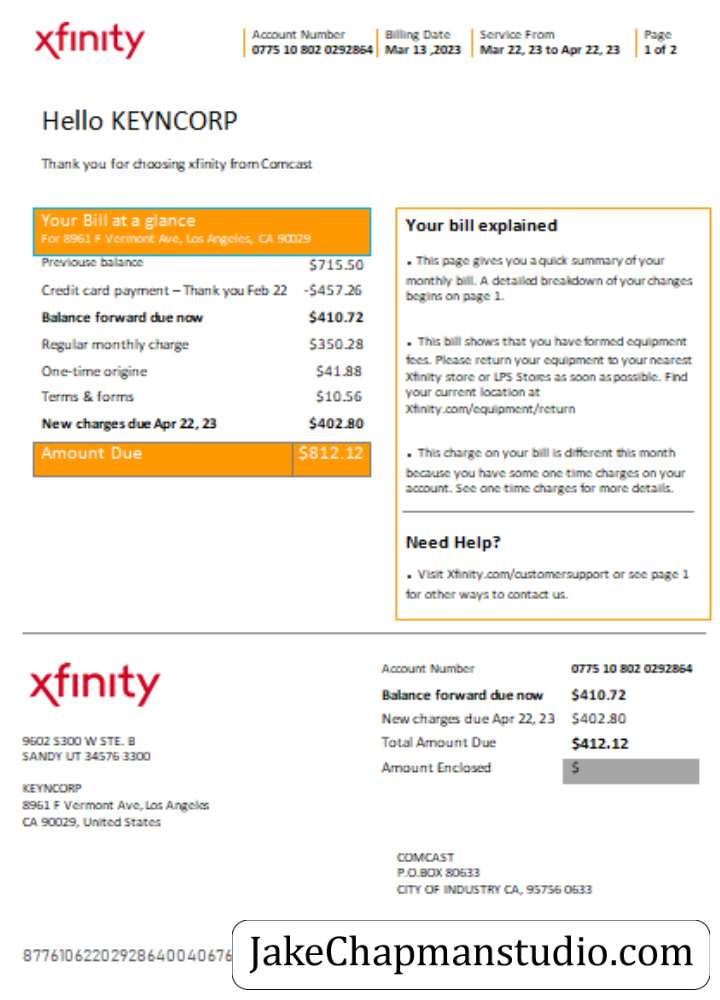 xfinity
Account Number
0775 10 802 0292864
Billing Date
Mar 13 ,2023
Service From
Mar 22, 23 to Apr 22, 23
Page
1 of 2
Hello KEYNCORP
Thank you for choosing xfinity from Comcast
Your Bill at a glance
For 8961 F Vermont Ave, Los Angeles, CA 90029
Previouse balance $715.50
Credit card payment – Thank you Feb 22 -$457.26
Balance forward due now $410.72
Regular monthly charge $350.28
One-time origine $41.88
Terms & forms $10.56
New charges due Apr 22, 23 $402.80
Amount Due $812.12
Your bill explained
• This page gives you a quick summary of your
monthly bill. A detailed breakdown of your changes
begins on page 1.
• This bill shows that you have formed equipment
fees. Please return your equipment to your nearest
Xfinity store or LPS Stores as soon as possible. Find
your current location at
Xfinity.com/equipment/return
• This charge on your bill is different this month
because you have some one time charges on your
account. See one time charges for more details.
Need Help?
• Visit Xfinity.com/customersupport or see page 1
for other ways to contact us.
xfinity
9602 S300 W STE. B
SANDY UT 34576 3300
KEYNCORP
8961 F Vermont Ave, Los Angeles
CA 90029, United States
Account Number 0775 10 802 0292864
Balance forward due now $410.72
New charges due Apr 22, 23 $402.80
Total Amount Due $412.12
Amount Enclosed $
COMCAST
P.O.BOX 80633
CITY OF INDUSTRY CA, 95756 0633
8776106220292864004067​6
JakeChapmanstudio.com